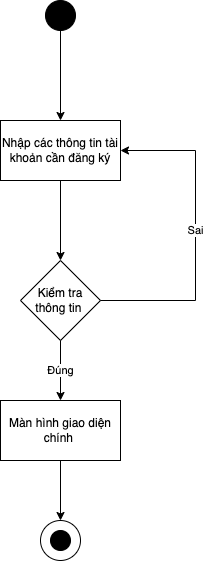 Nhập các thông tin tài
khoản cần đăng ký
Sai
Kiểm tra
thông tin
Đúng
Màn hình giao diện
chính